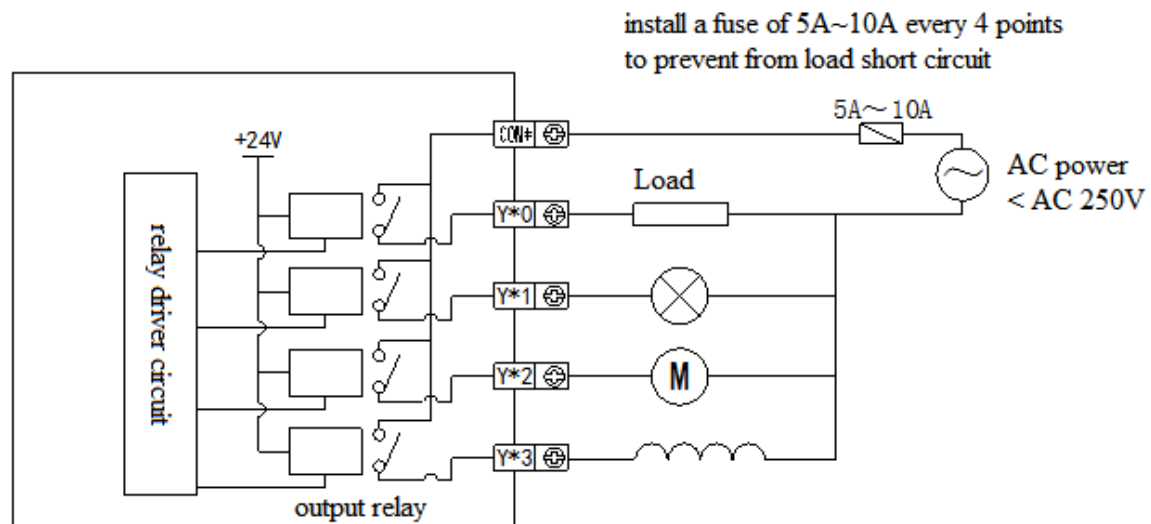 install a fuse of 5A~10A every 4 points
to prevent from load short circuit
5A～10A
CON*
+24V
AC power
< AC 250V
Load
Y*0
relay driver circuit
Y*1
Y*2
M
Y*3
output relay